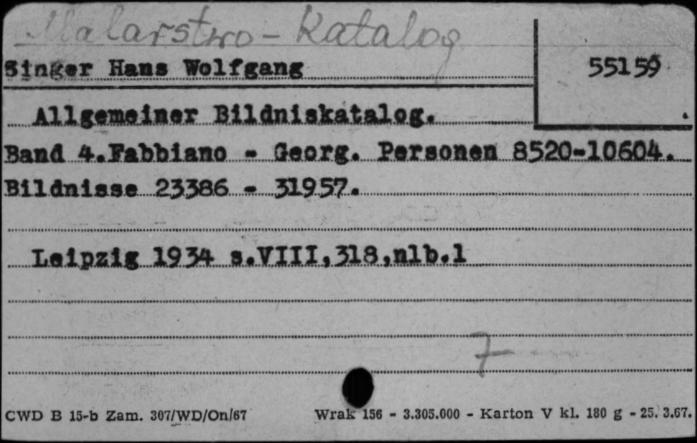 Malarstwo - Katalog
Singer Hans Wolfgang
55159
Allgemeiner Bildniskatalog.
Band 4.Fabbiano - Georg. Personen 8520-10604.
Bildnisse 23386 - 31957.
Leipzig 1934 s.VIII,318,nlb.1
7
CWD B 15-b Zam. 307/WD/On/67
Wrak 156 - 3.305.000 - Karton V kl. 180 g - 25. 3.67.